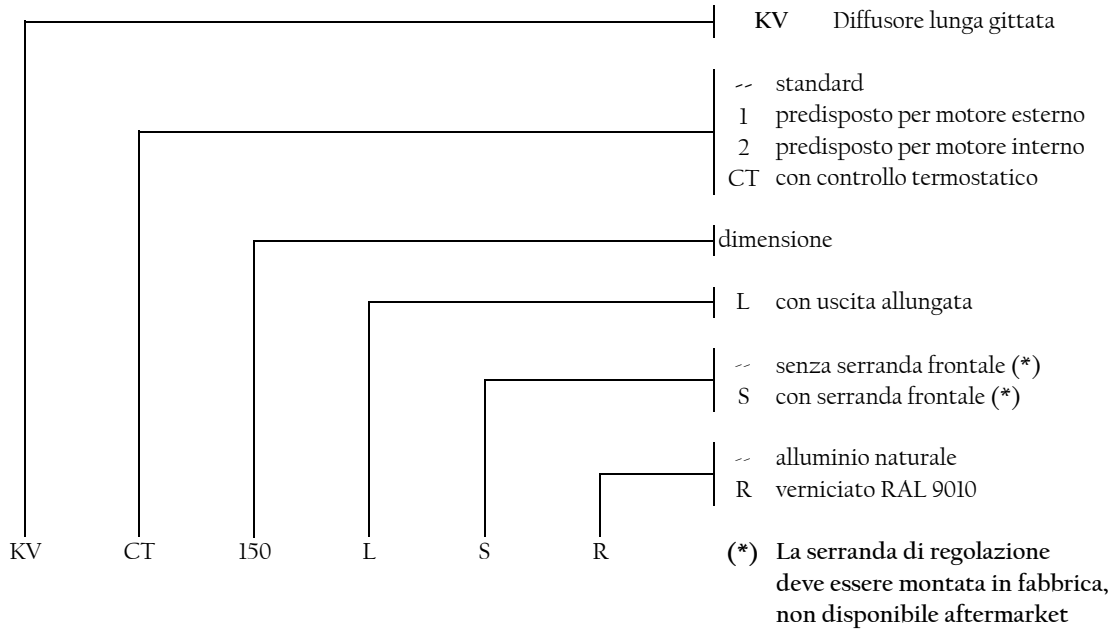 KV Diffusore lunga gittata
-- standard
1 predisposto per motore esterno
2 predisposto per motore interno
CT con controllo termostatico
dimensione
L con uscita allungata
-- senza serranda frontale (*)
S con serranda frontale (*)
-- alluminio naturale
R verniciato RAL 9010
KV CT 150 L S R
(*) La serranda di regolazione
deve essere montata in fabbrica,
non disponibile aftermarket